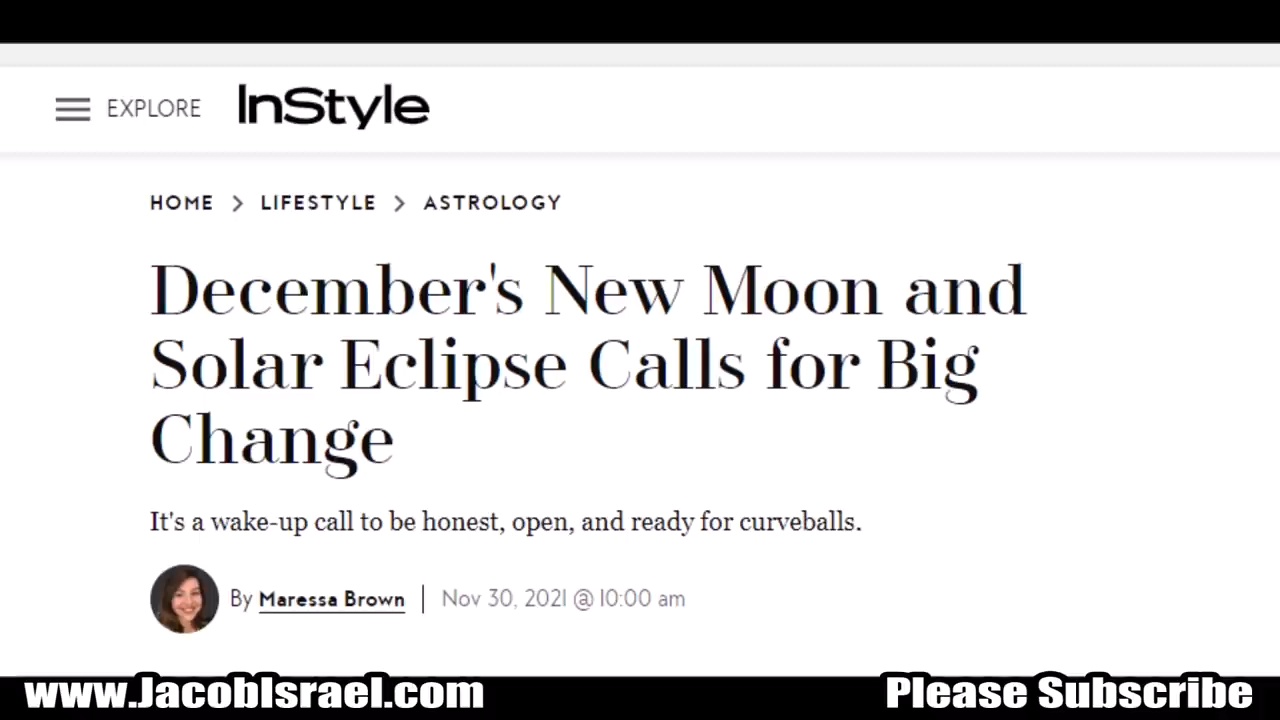 EXPLORE InStyle
HOME > LIFESTYLE > ASTROLOGY
December's New Moon and
Solar Eclipse Calls for Big
Change
It's a wake-up call to be honest, open, and ready for curveballs.
By Maressa Brown | Nov 30, 2021 @ 10:00 am
www.JacobIsrael.com Please Subscribe